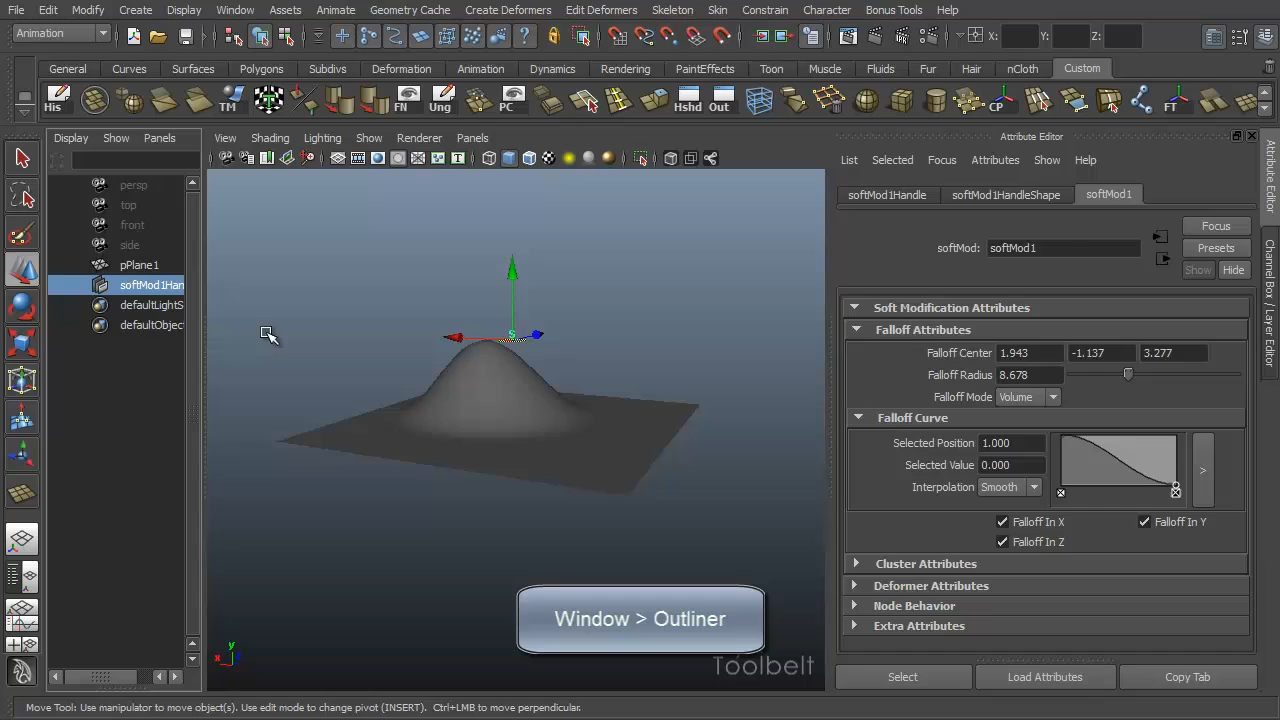 File Edit Modify Create Display Window Assets Animate Geometry Cache Create Deformers Edit Deformers Skeleton Skin Constrain Character Bonus Tools Help
Animation X: Y: Z:
General Curves Surfaces Polygons Subdivs Deformation Animation Dynamics Rendering PaintEffects Toon Muscle Fluids Fur Hair nCloth Custom
His TM FN Ung PC Hshd Out CP FT
Display Show Panels
persp
top
front
side
pPlane1
softMod1Han
defaultLightS
defaultObjec
View Shading Lighting Show Renderer Panels
S
y
x
Window > Outliner
Toolbelt
Attribute Editor
List Selected Focus Attributes Show Help
softMod1Handle softMod1HandleShape softMod1
Focus
softMod: softMod1 Presets
Show Hide
Soft Modification Attributes
Falloff Attributes
Falloff Center 1.943 -1.137 3.277
Falloff Radius 8.678
Falloff Mode Volume
Falloff Curve
Selected Position 1.000
Selected Value 0.000
Interpolation Smooth
>
Falloff In X Falloff In Y
Falloff In Z
Cluster Attributes
Deformer Attributes
Node Behavior
Extra Attributes
Select Load Attributes Copy Tab
Attribute Editor
Channel Box / Layer Editor
Move Tool: Use manipulator to move object(s). Use edit mode to change pivot (INSERT). Ctrl+LMB to move perpendicular.